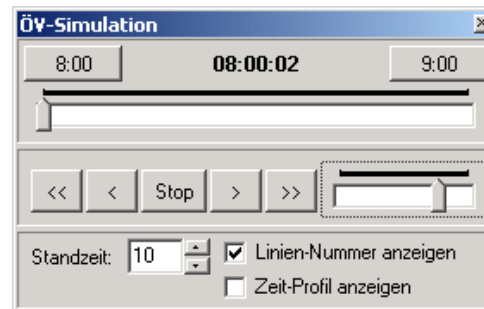 ÖV-Simulation
8:00 08:00:02 9:00
<< < Stop > >>
Standzeit: 10 Linien-Nummer anzeigen
Zeit-Profil anzeigen